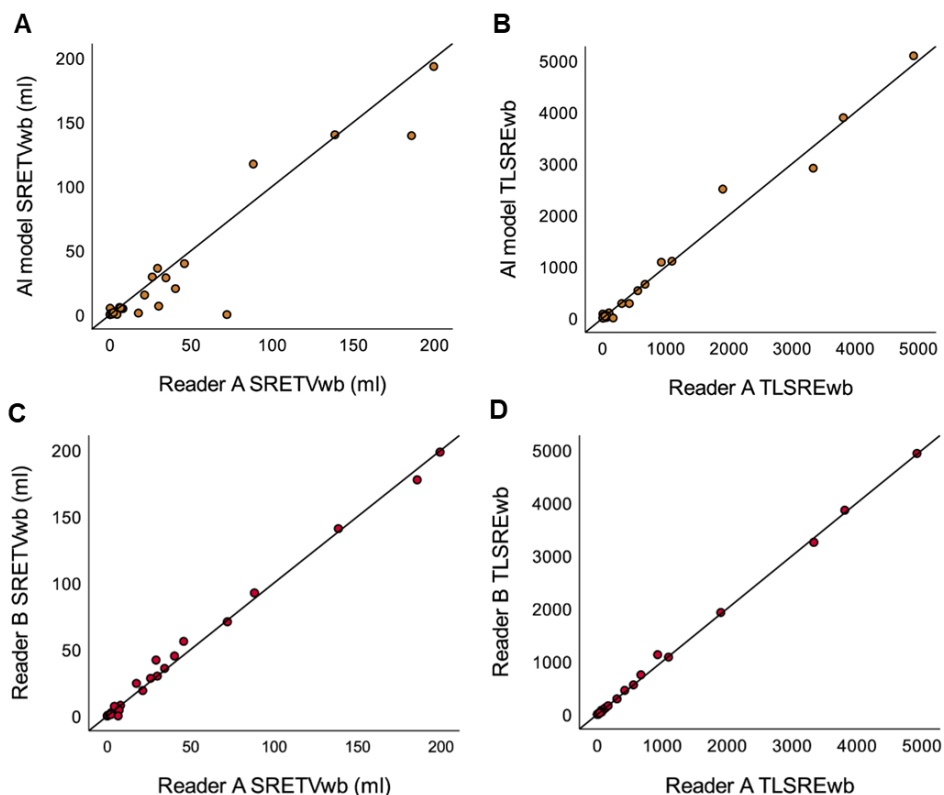 A
AI model SRETVwb (ml)
200
150
100
50
0
0 50 100 150 200
Reader A SRETVwb (ml)
B
AI model TLSREwb
5000
4000
3000
2000
1000
0
0 1000 2000 3000 4000 5000
Reader A TLSREwb
C
Reader B SRETVwb (ml)
200
150
100
50
0
0 50 100 150 200
Reader A SRETVwb (ml)
D
Reader B TLSREwb
5000
4000
3000
2000
1000
0
0 1000 2000 3000 4000 5000
Reader A TLSREwb